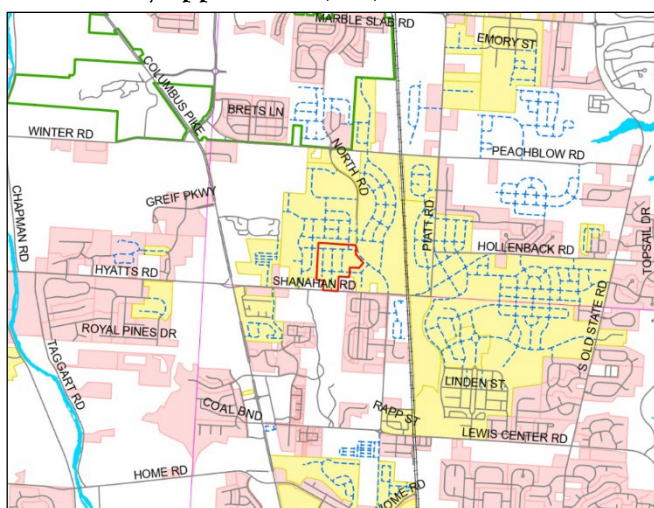 MARBLE SLAB RD
EMORY ST
COLUMBUS PIKE
BRETS LN
WINTER RD
NORTH RD
PEACHBLOW RD
CHAPMAN RD
GREIF PKWY
PIATT RD
TOPSAIL DR
HOLLENBACK RD
HYATTS RD
SHANAHAN RD
ROYAL PINES DR
S OLD STATE RD
TAGGART RD
LINDEN ST
COAL BND
RAPP ST
LEWIS CENTER RD
HOME RD
HOME RD